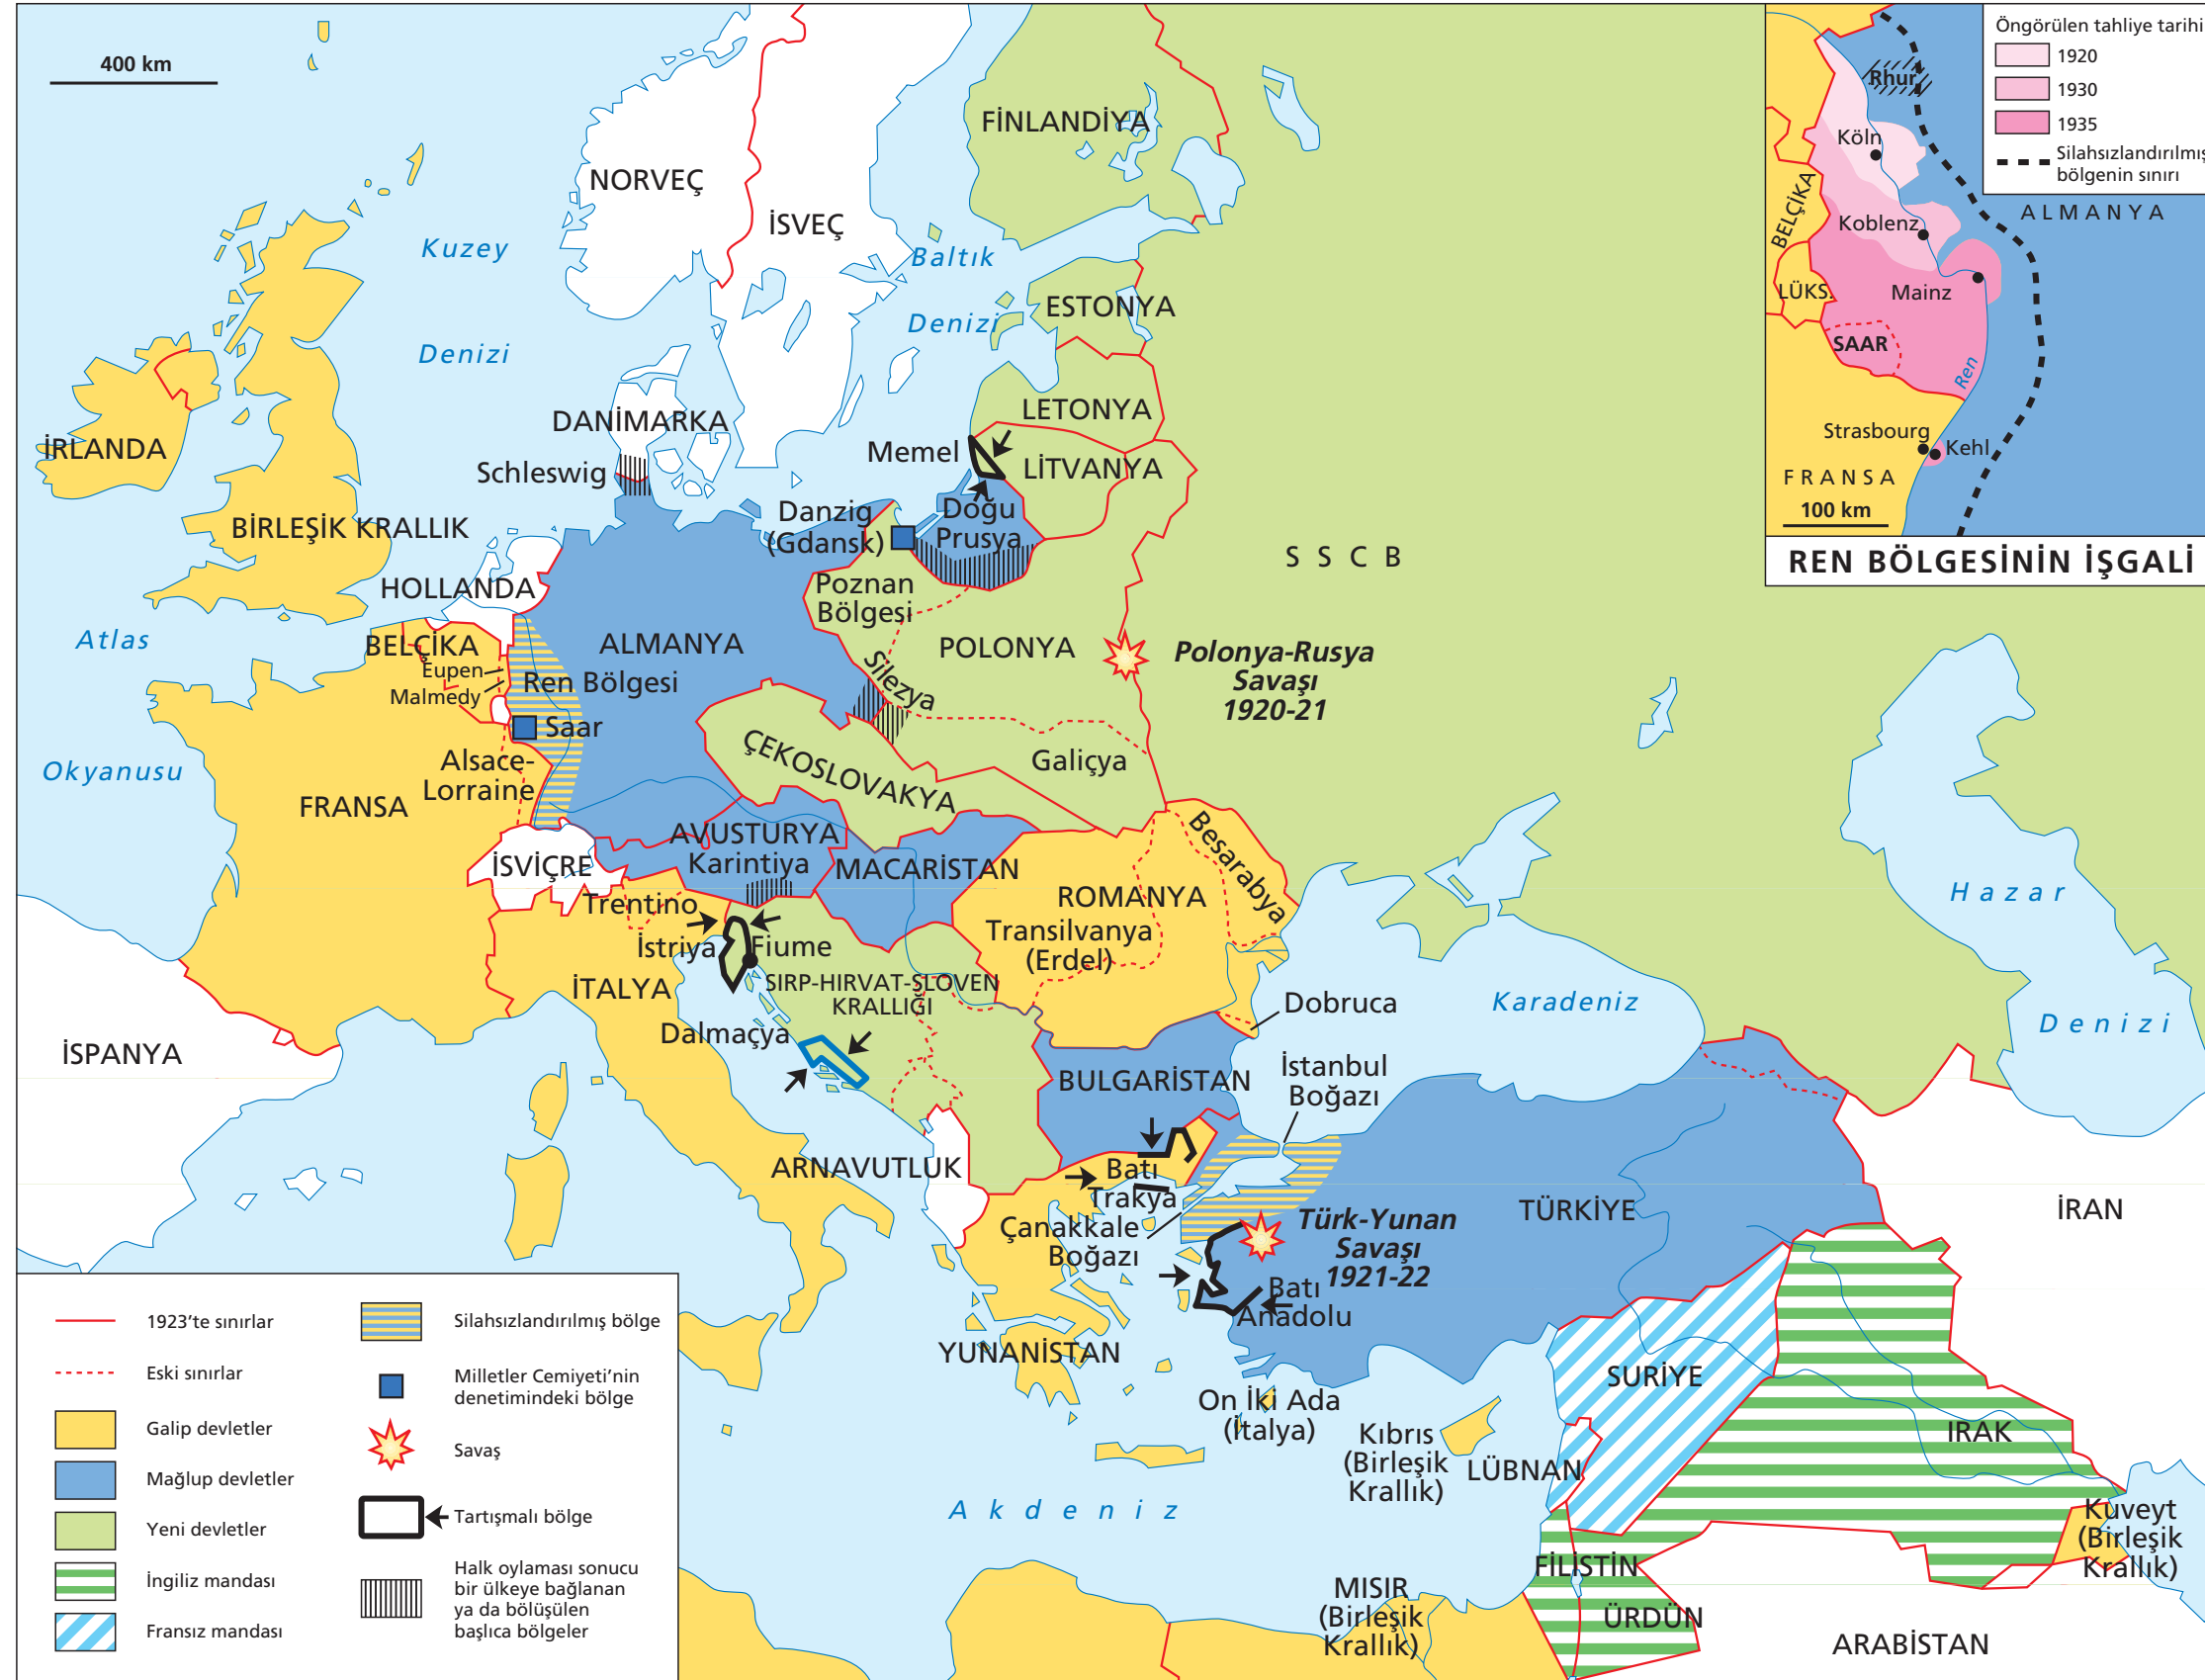 400 km
NORVEÇ
İSVEÇ
FİNLANDİYA
Kuzey
Denizi
Baltık
Denizi
ESTONYA
LETONYA
LİTVANYA
Memel
DANİMARKA
Schleswig
İRLANDA
BİRLEŞİK KRALLIK
HOLLANDA
Danzig
(Gdansk)
Doğu
Prusya
Poznan
Bölgesi
S S C B
Atlas
Okyanusu
BELÇİKA
Eupen
Malmedy
ALMANYA
Ren Bölgesi
Saar
Alsace-
Lorraine
FRANSA
POLONYA
Silezya
Polonya-Rusya
Savaşı
1920-21
Galiçya
ÇEKOSLOVAKYA
AVUSTURYA
Karintiya
MACARİSTAN
İSVİÇRE
Trentino
İstriya
Fiume
İTALYA
SIRP-HIRVAT-SLOVEN
KRALLIĞI
Dalmaçya
ROMANYA
Transilvanya
(Erdel)
Besarabya
Dobruca
Karadeniz
Hazar
Denizi
İSPANYA
BULGARİSTAN
İstanbul
Boğazı
ARNAVUTLUK
Batı
Trakya
Çanakkale
Boğazı
Türk-Yunan
Savaşı
1921-22
Batı
Anadolu
TÜRKİYE
İRAN
YUNANİSTAN
On İki Ada
(İtalya)
Kıbrıs
(Birleşik
Krallık)
SURİYE
LÜBNAN
IRAK
Akdeniz
Kuveyt
(Birleşik
Krallık)
FİLİSTİN
ÜRDÜN
MISIR
(Birleşik
Krallık)
ARABİSTAN
Öngörülen tahliye tarihi
1920
1930
1935
Silahsızlandırılmış
bölgenin sınırı
Rhur
Köln
BELÇİKA
Koblenz
ALMANYA
LÜKS.
Mainz
SAAR
Ren
Strasbourg
Kehl
FRANSA
100 km
REN BÖLGESİNİN İŞGALİ
1923’te sınırlar
Eski sınırlar
Galip devletler
Mağlup devletler
Yeni devletler
İngiliz mandası
Fransız mandası
Silahsızlandırılmış bölge
Milletler Cemiyeti’nin
denetimindeki bölge
Savaş
Tartışmalı bölge
Halk oylaması sonucu
bir ülkeye bağlanan
ya da bölüşülen
başlıca bölgeler